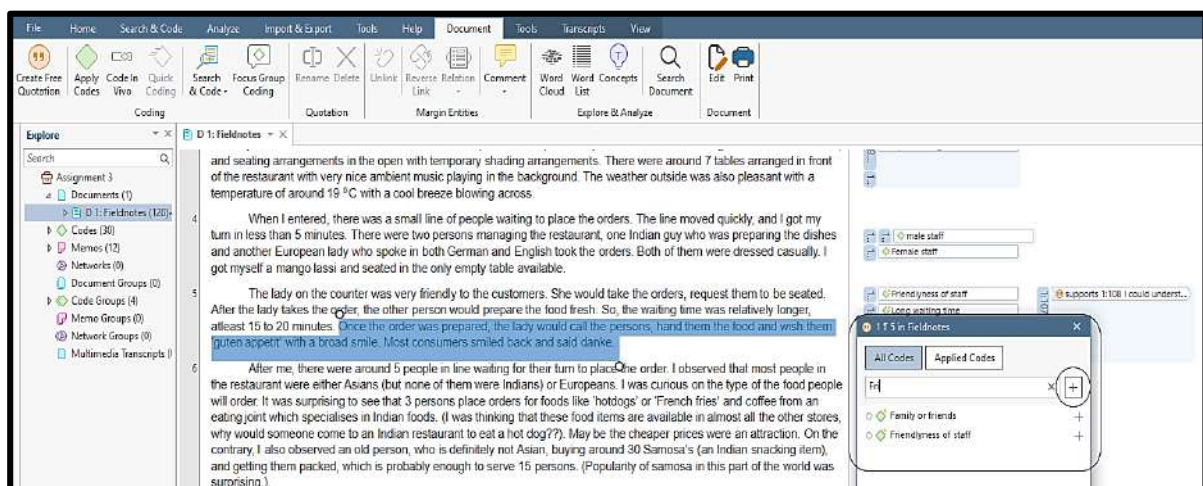 File Home Search & Code Analyze Import & Export Tools Help Document Tools Transcripts View
Create Free Quotation
Apply Codes
Code In Vivo
Quick Coding
Search & Code
Focus Group Coding
Rename Delete
Unlink
Reverse Link
Relation
Comment
Word Cloud
Word List
Concepts
Search Document
Edit Print
Coding Quotation Margin Entities Explore & Analyze Document
Explore
D 1: Fieldnotes
Search
Assignment 3
Documents (1)
D 1: Fieldnotes (120)
Codes (30)
Memos (12)
Networks (0)
Document Groups (0)
Code Groups (4)
Memo Groups (0)
Network Groups (0)
Multimedia Transcripts
and seating arrangements in the open with temporary shading arrangements. There were around 7 tables arranged in front
of the restaurant with very nice ambient music playing in the background. The weather outside was also pleasant with a
temperature of around 19 ºC with a cool breeze blowing across.
4 When I entered, there was a small line of people waiting to place the orders. The line moved quickly, and I got my
turn in less than 5 minutes. There were two persons managing the restaurant, one Indian guy who was preparing the dishes
and another European lady who spoke in both German and English took the orders. Both of them were dressed casually. I
got myself a mango lassi and seated in the only empty table available.
5 The lady on the counter was very friendly to the customers. She would take the orders, request them to be seated.
After the lady takes the order, the other person would prepare the food fresh. So, the waiting time was relatively longer,
atleast 15 to 20 minutes. Once the order was prepared, the lady would call the persons, hand them the food and wish them
'guten appetit' with a broad smile. Most consumers smiled back and said danke.
6 After me, there were around 5 people in line waiting for their turn to place the order. I observed that most people in
the restaurant were either Asians (but none of them were Indians) or Europeans. I was curious on the type of the food people
will order. It was surprising to see that 3 persons place orders for foods like 'hotdogs' or 'French fries' and coffee from an
eating joint which specialises in Indian foods. (I was thinking that these food items are available in almost all the other stores,
why would someone come to an Indian restaurant to eat a hot dog??). May be the cheaper prices were an attraction. On the
contrary, I also observed an old person, who is definitely not Asian, buying around 30 Samosa's (an Indian snacking item),
and getting them packed, which is probably enough to serve 15 persons. (Popularity of samosa in this part of the world was
surprising.)
male staff
Female staff
Friendlyness of staff
Long waiting time
supports 1:108 I could underst...
1 ¶ 5 in Fieldnotes
All Codes Applied Codes
Fri
Family or friends
Friendlyness of staff